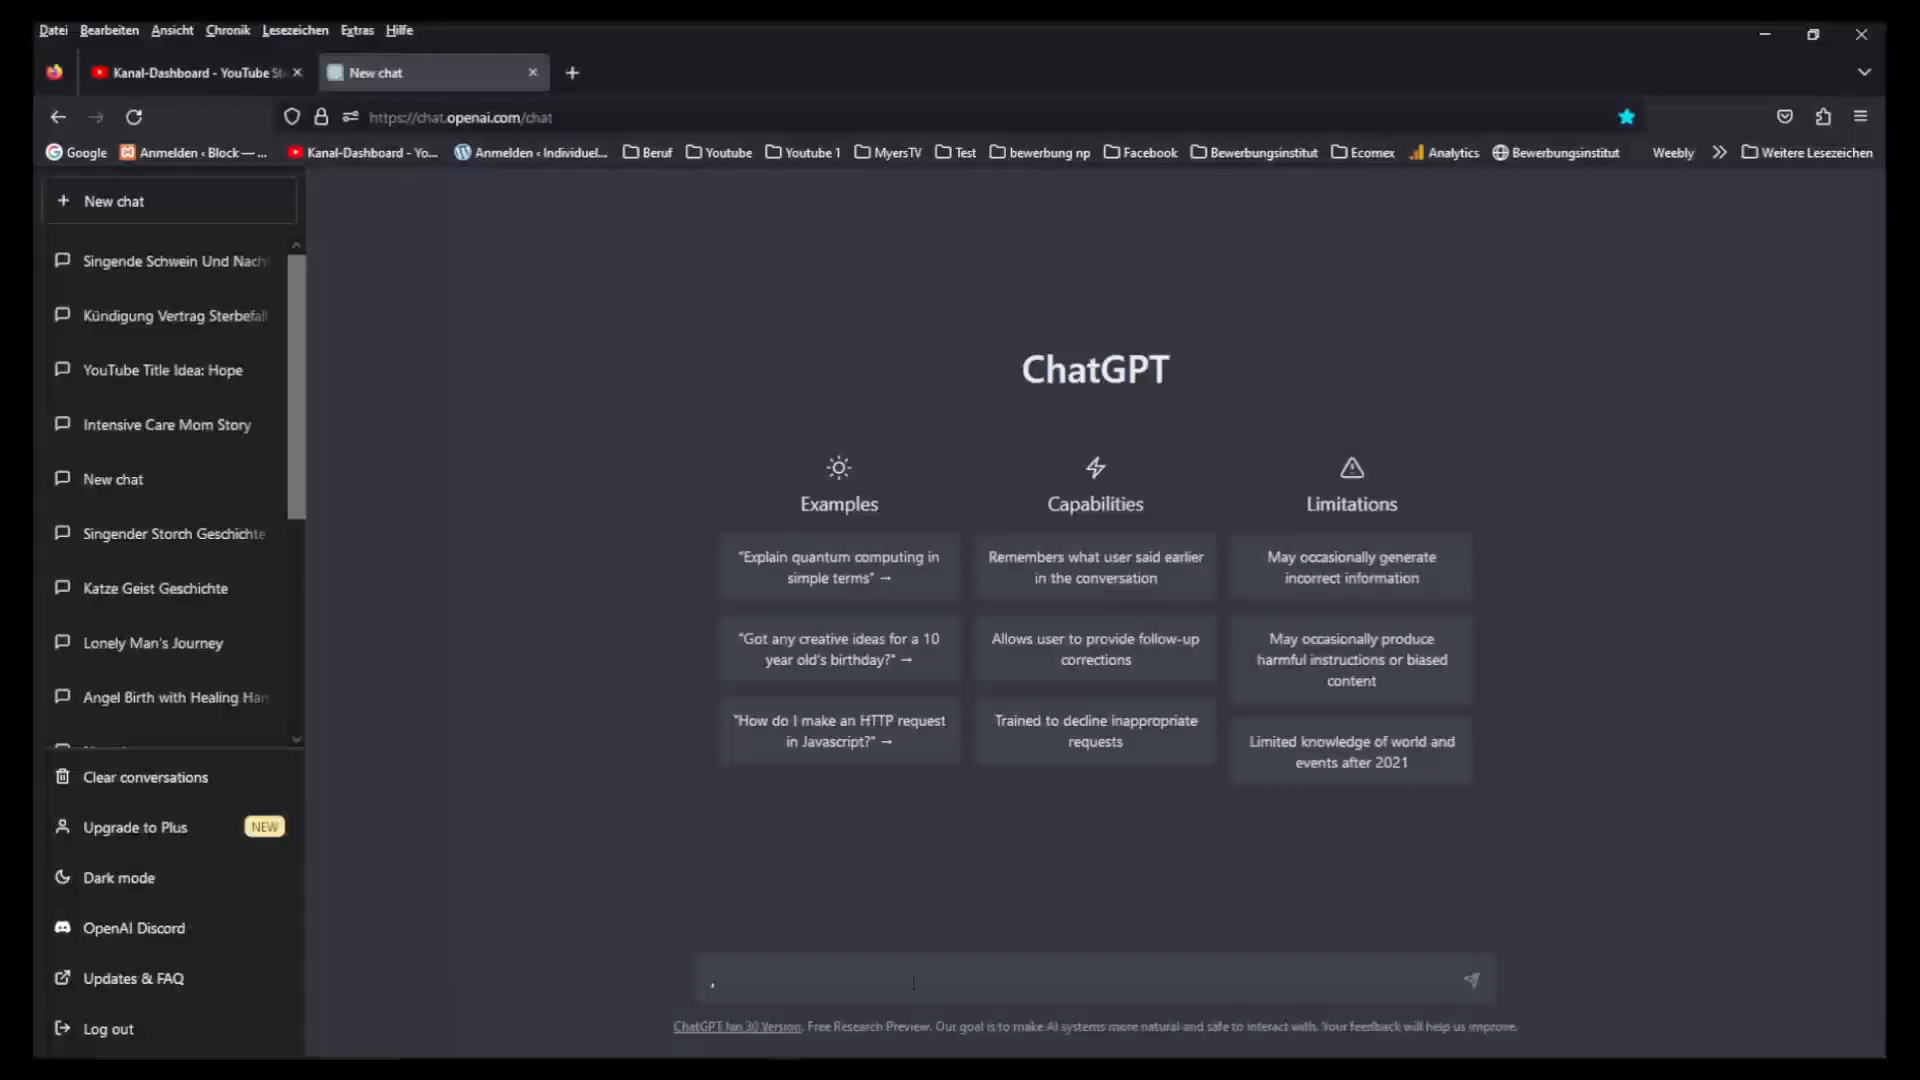 Datei Bearbeiten Ansicht Chronik Lesezeichen Extras Hilfe
Kanal-Dashboard - YouTube St
New chat
https://chat.openai.com/chat
Google
Anmelden ‹ Block — ...
Kanal-Dashboard - Yo...
Anmelden ‹ Individuel...
Beruf
Youtube
Youtube 1
MyersTV
Test
bewerbung np
Facebook
Bewerbungsinstitut
Ecomex
Analytics
Bewerbungsinstitut
Weebly
Weitere Lesezeichen
New chat
Singende Schwein Und Nach
Kündigung Vertrag Sterbefall
YouTube Title Idea: Hope
Intensive Care Mom Story
New chat
Singender Storch Geschichte
Katze Geist Geschichte
Lonely Man's Journey
Angel Birth with Healing Han
Clear conversations
Upgrade to Plus NEW
Dark mode
OpenAI Discord
Updates & FAQ
Log out
ChatGPT
Examples
"Explain quantum computing in
simple terms" →
"Got any creative ideas for a 10
year old's birthday?" →
"How do I make an HTTP request
in Javascript?" →
Capabilities
Remembers what user said earlier
in the conversation
Allows user to provide follow-up
corrections
Trained to decline inappropriate
requests
Limitations
May occasionally generate
incorrect information
May occasionally produce
harmful instructions or biased
content
Limited knowledge of world and
events after 2021
,
ChatGPT Jan 30 Version. Free Research Preview. Our goal is to make AI systems more natural and safe to interact with. Your feedback will help us improve.